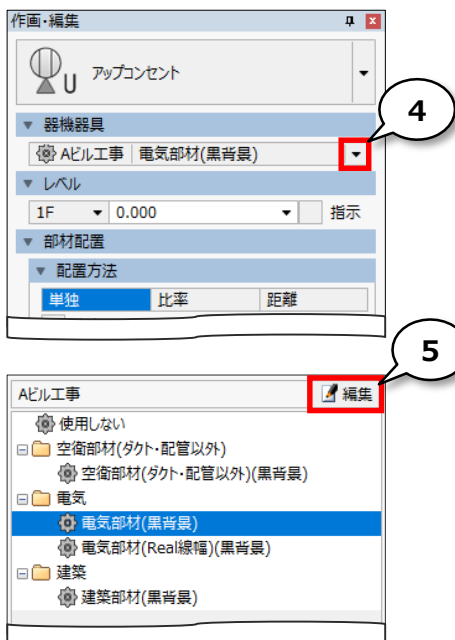 作画・編集
U アップコンセント
4
器機器具
Aビル工事 電気部材(黒背景)
レベル
1F 0.000 指示
部材配置
配置方法
単独 比率 距離
5
Aビル工事 編集
使用しない
空衛部材(ダクト・配管以外)
空衛部材(ダクト・配管以外)(黒背景)
電気
電気部材(黒背景)
電気部材(Real線幅)(黒背景)
建築
建築部材(黒背景)